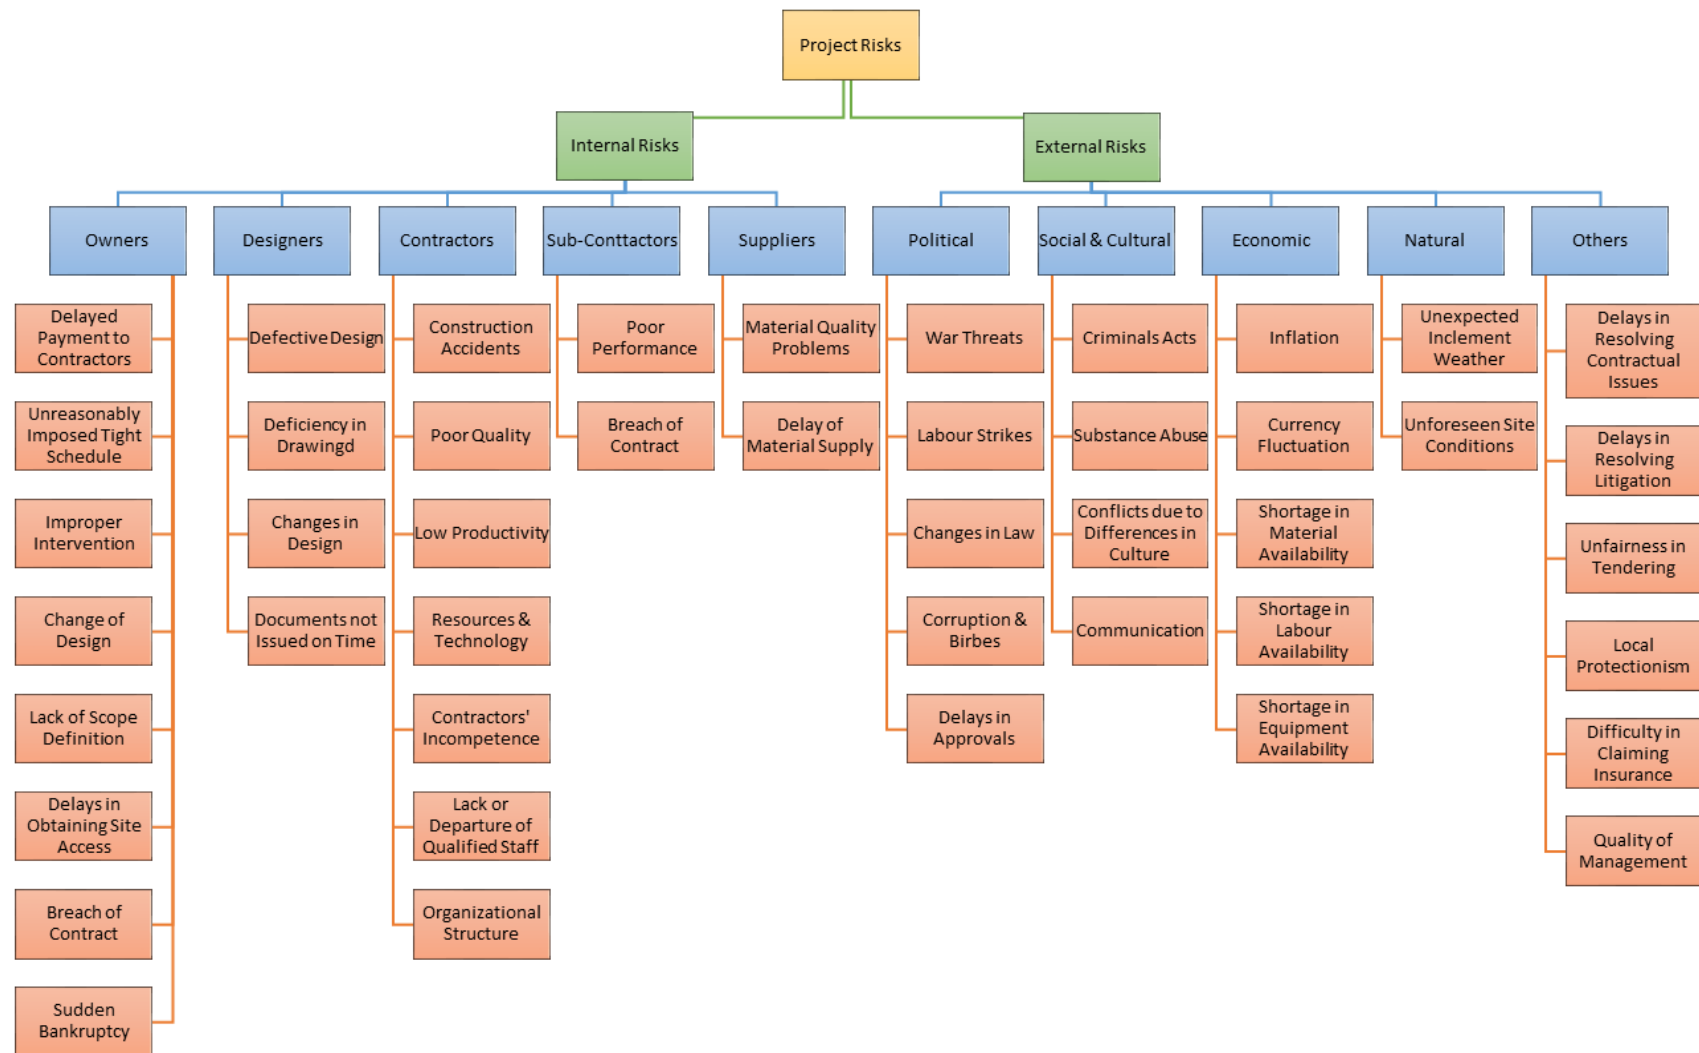 Project Risks
Internal Risks
External Risks
Owners
Designers
Contractors
Sub-Conttactors
Suppliers
Political
Social & Cultural
Economic
Natural
Others
Delayed
Payment to
Contractors
Unreasonably
Imposed Tight
Schedule
Improper
Intervention
Change of
Design
Lack of Scope
Definition
Delays in
Obtaining Site
Access
Breach of
Contract
Sudden
Bankruptcy
Defective Design
Deficiency in
Drawingd
Changes in
Design
Documents not
Issued on Time
Construction
Accidents
Poor Quality
Low Productivity
Resources &
Technology
Contractors'
Incompetence
Lack or
Departure of
Qualified Staff
Organizational
Structure
Poor
Performance
Breach of
Contract
Material Quality
Problems
Delay of
Material Supply
War Threats
Labour Strikes
Changes in Law
Corruption &
Birbes
Delays in
Approvals
Criminals Acts
Substance Abuse
Conflicts due to
Differences in
Culture
Communication
Inflation
Currency
Fluctuation
Shortage in
Material
Availability
Shortage in
Labour
Availability
Shortage in
Equipment
Availability
Unexpected
Inclement
Weather
Unforeseen Site
Conditions
Delays in
Resolving
Contractual
Issues
Delays in
Resolving
Litigation
Unfairness in
Tendering
Local
Protectionism
Difficulty in
Claiming
Insurance
Quality of
Management